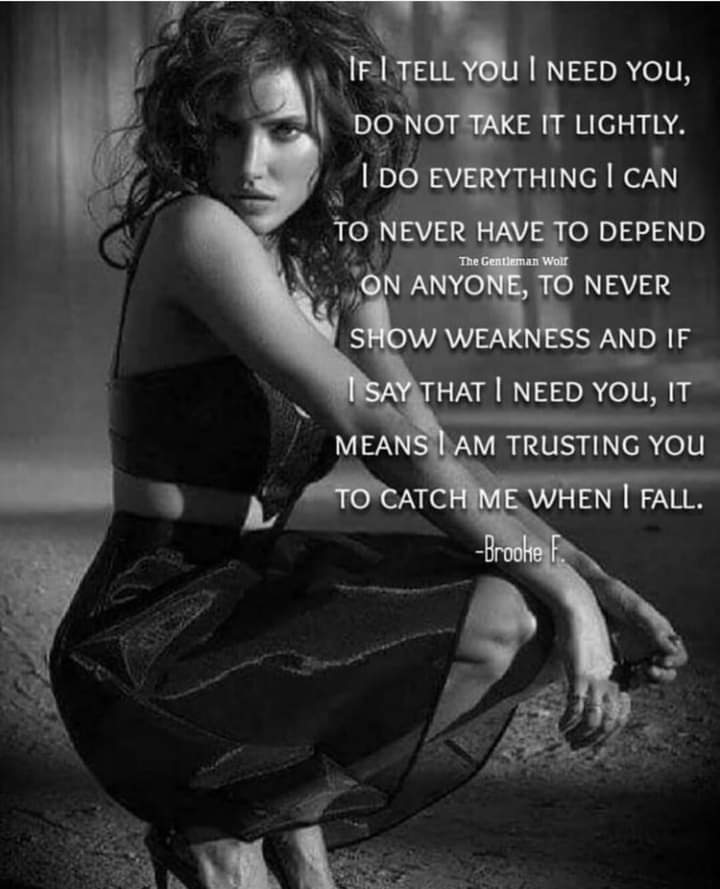 IF I TELL YOU I NEED YOU,
DO NOT TAKE IT LIGHTLY.
I DO EVERYTHING I CAN
TO NEVER HAVE TO DEPEND
The Gentleman Wolf
ON ANYONE, TO NEVER
SHOW WEAKNESS AND IF
I SAY THAT I NEED YOU, IT
MEANS I AM TRUSTING YOU
TO CATCH ME WHEN I FALL.
-Brooke F.